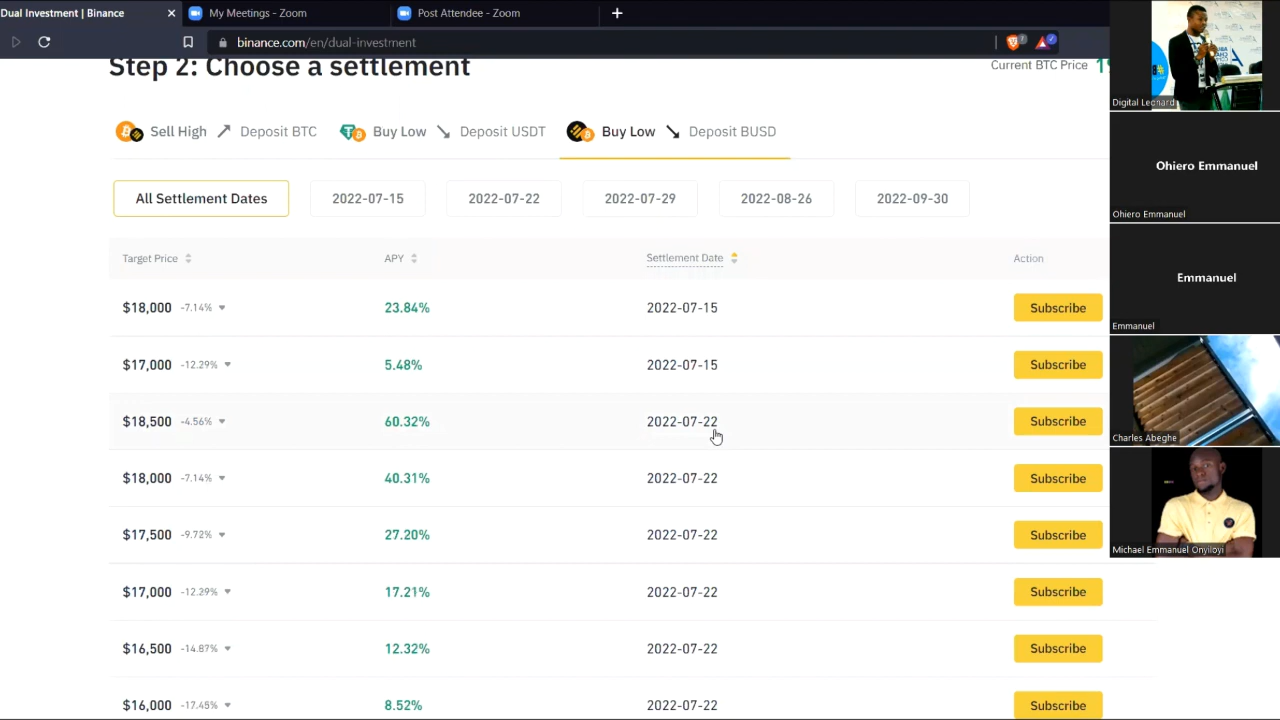 Dual Investment | Binance
My Meetings - Zoom
Post Attendee - Zoom
binance.com/en/dual-investment
Step 2: Choose a settlement
Current BTC Price
Sell High Deposit BTC Buy Low Deposit USDT Buy Low Deposit BUSD
All Settlement Dates 2022-07-15 2022-07-22 2022-07-29 2022-08-26 2022-09-30
Target Price APY Settlement Date Action
$18,000 -7.14% 23.84% 2022-07-15 Subscribe
$17,000 -12.29% 5.48% 2022-07-15 Subscribe
$18,500 -4.56% 60.32% 2022-07-22 Subscribe
$18,000 -7.14% 40.31% 2022-07-22 Subscribe
$17,500 -9.72% 27.20% 2022-07-22 Subscribe
$17,000 -12.29% 17.21% 2022-07-22 Subscribe
$16,500 -14.87% 12.32% 2022-07-22 Subscribe
$16,000 -17.45% 8.52% 2022-07-22 Subscribe
Digital Leonard
Ohiero Emmanuel
Ohiero Emmanuel
Emmanuel
Emmanuel
Charles Abeghe
Michael Emmanuel Onyiloyi